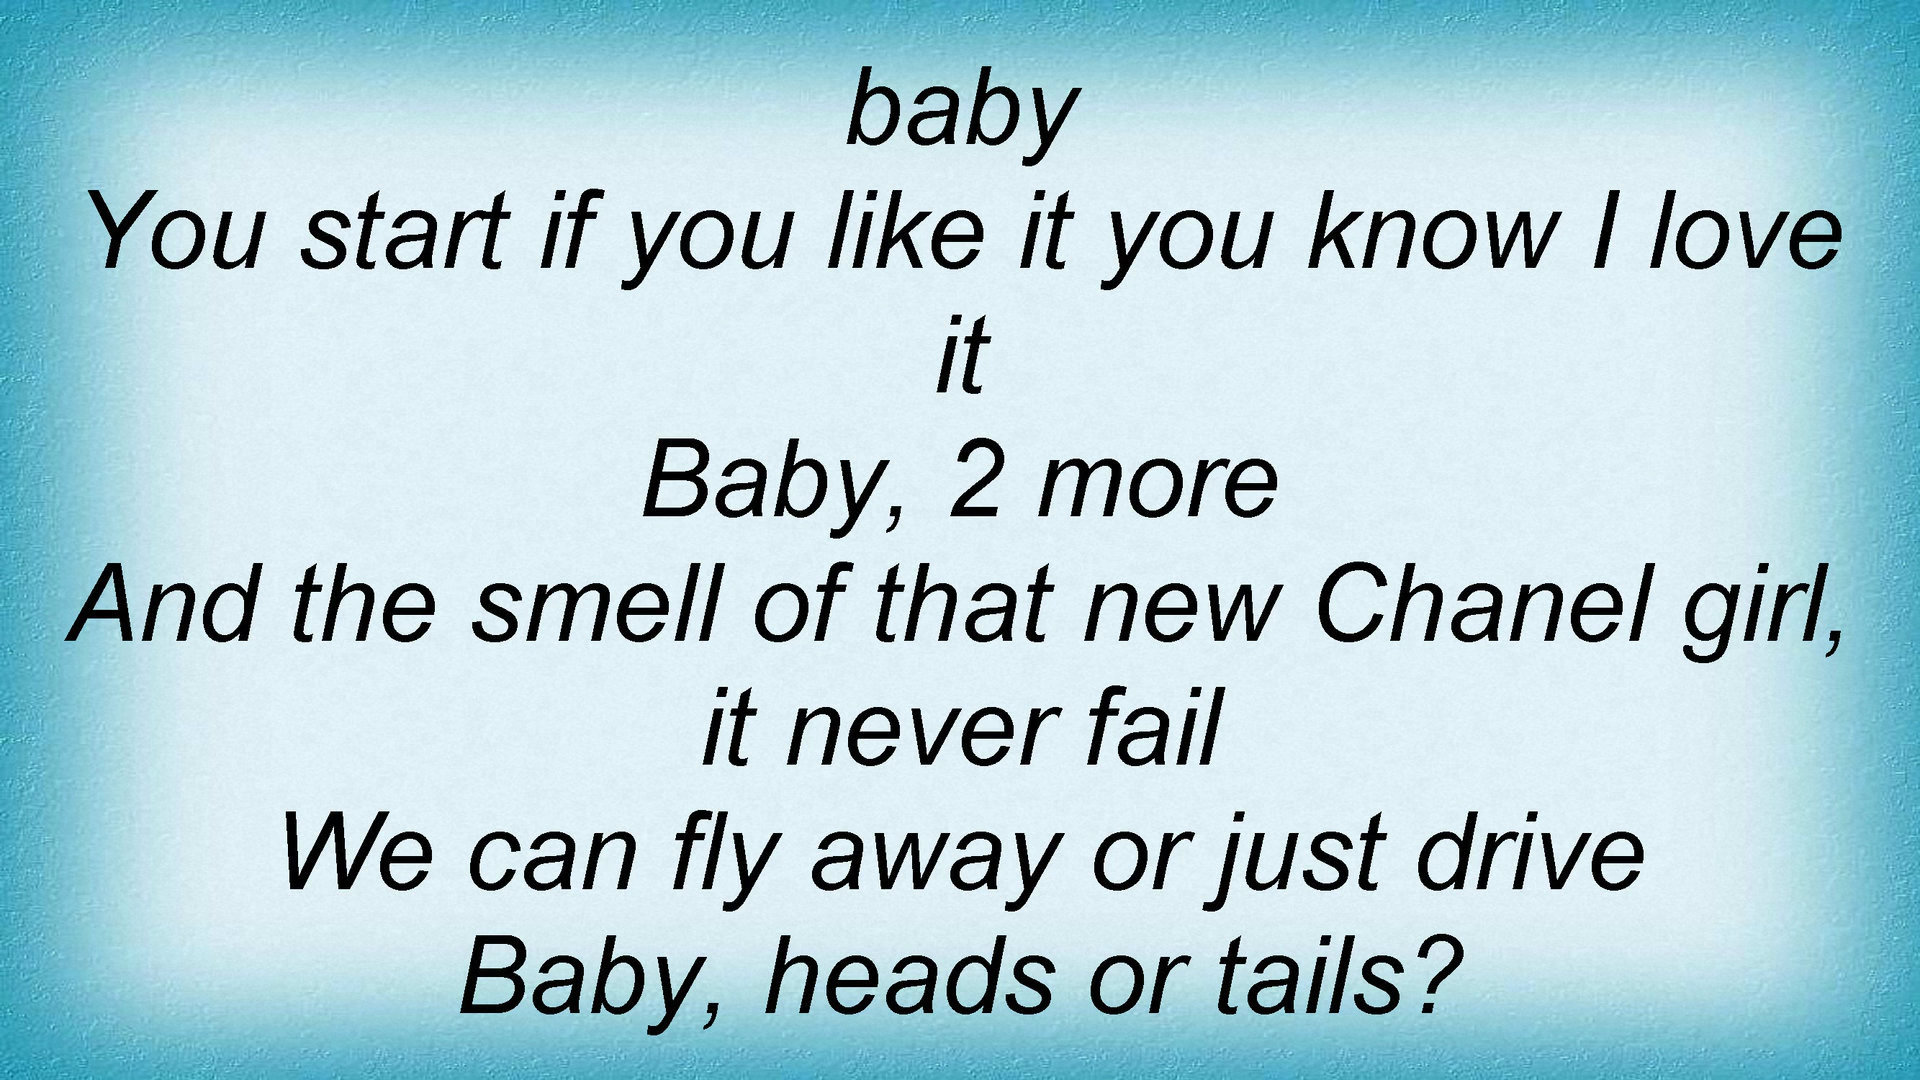 baby
You start if you like it you know I love
it
Baby, 2 more
And the smell of that new Chanel girl,
it never fail
We can fly away or just drive
Baby, heads or tails?